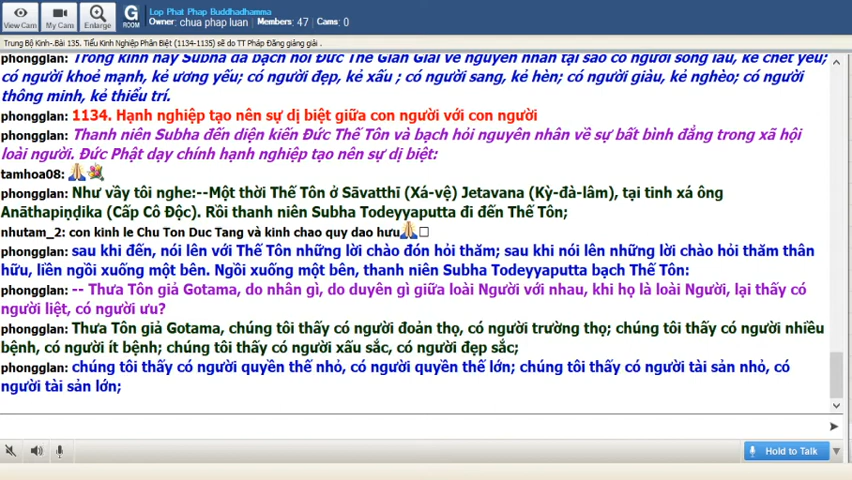 Lop Phat Phap Buddhadhamma
Owner: chua phap luan Members: 47 Cams: 0
View Cam My Cam Enlarge G ROOM
Trung Bộ Kinh-.Bài 135. Tiểu Kinh Nghiệp Phân Biệt (1134-1135) sẽ do TT Pháp Đăng giảng giải .
phongglan: Trong kinh này Subha đã bạch hỏi Đức Thế Gian Giải về nguyên nhân tại sao có người sống lâu, kẻ chết yểu;
có người khoẻ mạnh, kẻ ương yếu; có người đẹp, kẻ xấu ; có người sang, kẻ hèn; có người giàu, kẻ nghèo; có người
thông minh, kẻ thiểu trí.
phongglan: 1134. Hạnh nghiệp tạo nên sự dị biệt giữa con người với con người
phongglan: Thanh niên Subha đến diện kiến Đức Thế Tôn và bạch hỏi nguyên nhân về sự bất bình đẳng trong xã hội
loài người. Đức Phật dạy chính hạnh nghiệp tạo nên sự dị biệt:
tamhoa08: 🙏💐
phongglan: Như vầy tôi nghe:--Một thời Thế Tôn ở Sāvatthī (Xá-vệ) Jetavana (Kỳ-đà-lâm), tại tinh xá ông
Anāthapiṇḍika (Cấp Cô Độc). Rồi thanh niên Subha Todeyyaputta đi đến Thế Tôn;
nhutam_2: con kinh le Chu Ton Duc Tang và kinh chao quy dao hưu🙏□
phongglan: sau khi đến, nói lên với Thế Tôn những lời chào đón hỏi thăm; sau khi nói lên những lời chào hỏi thăm thân
hữu, liền ngồi xuống một bên. Ngồi xuống một bên, thanh niên Subha Todeyyaputta bạch Thế Tôn:
phongglan: -- Thưa Tôn giả Gotama, do nhân gì, do duyên gì giữa loài Người với nhau, khi họ là loài Người, lại thấy có
người liệt, có người ưu?
phongglan: Thưa Tôn giả Gotama, chúng tôi thấy có người đoản thọ, có người trường thọ; chúng tôi thấy có người nhiều
bệnh, có người ít bệnh; chúng tôi thấy có người xấu sắc, có người đẹp sắc;
phongglan: chúng tôi thấy có người quyền thế nhỏ, có người quyền thế lớn; chúng tôi thấy có người tài sản nhỏ, có
người tài sản lớn;
Hold to Talk